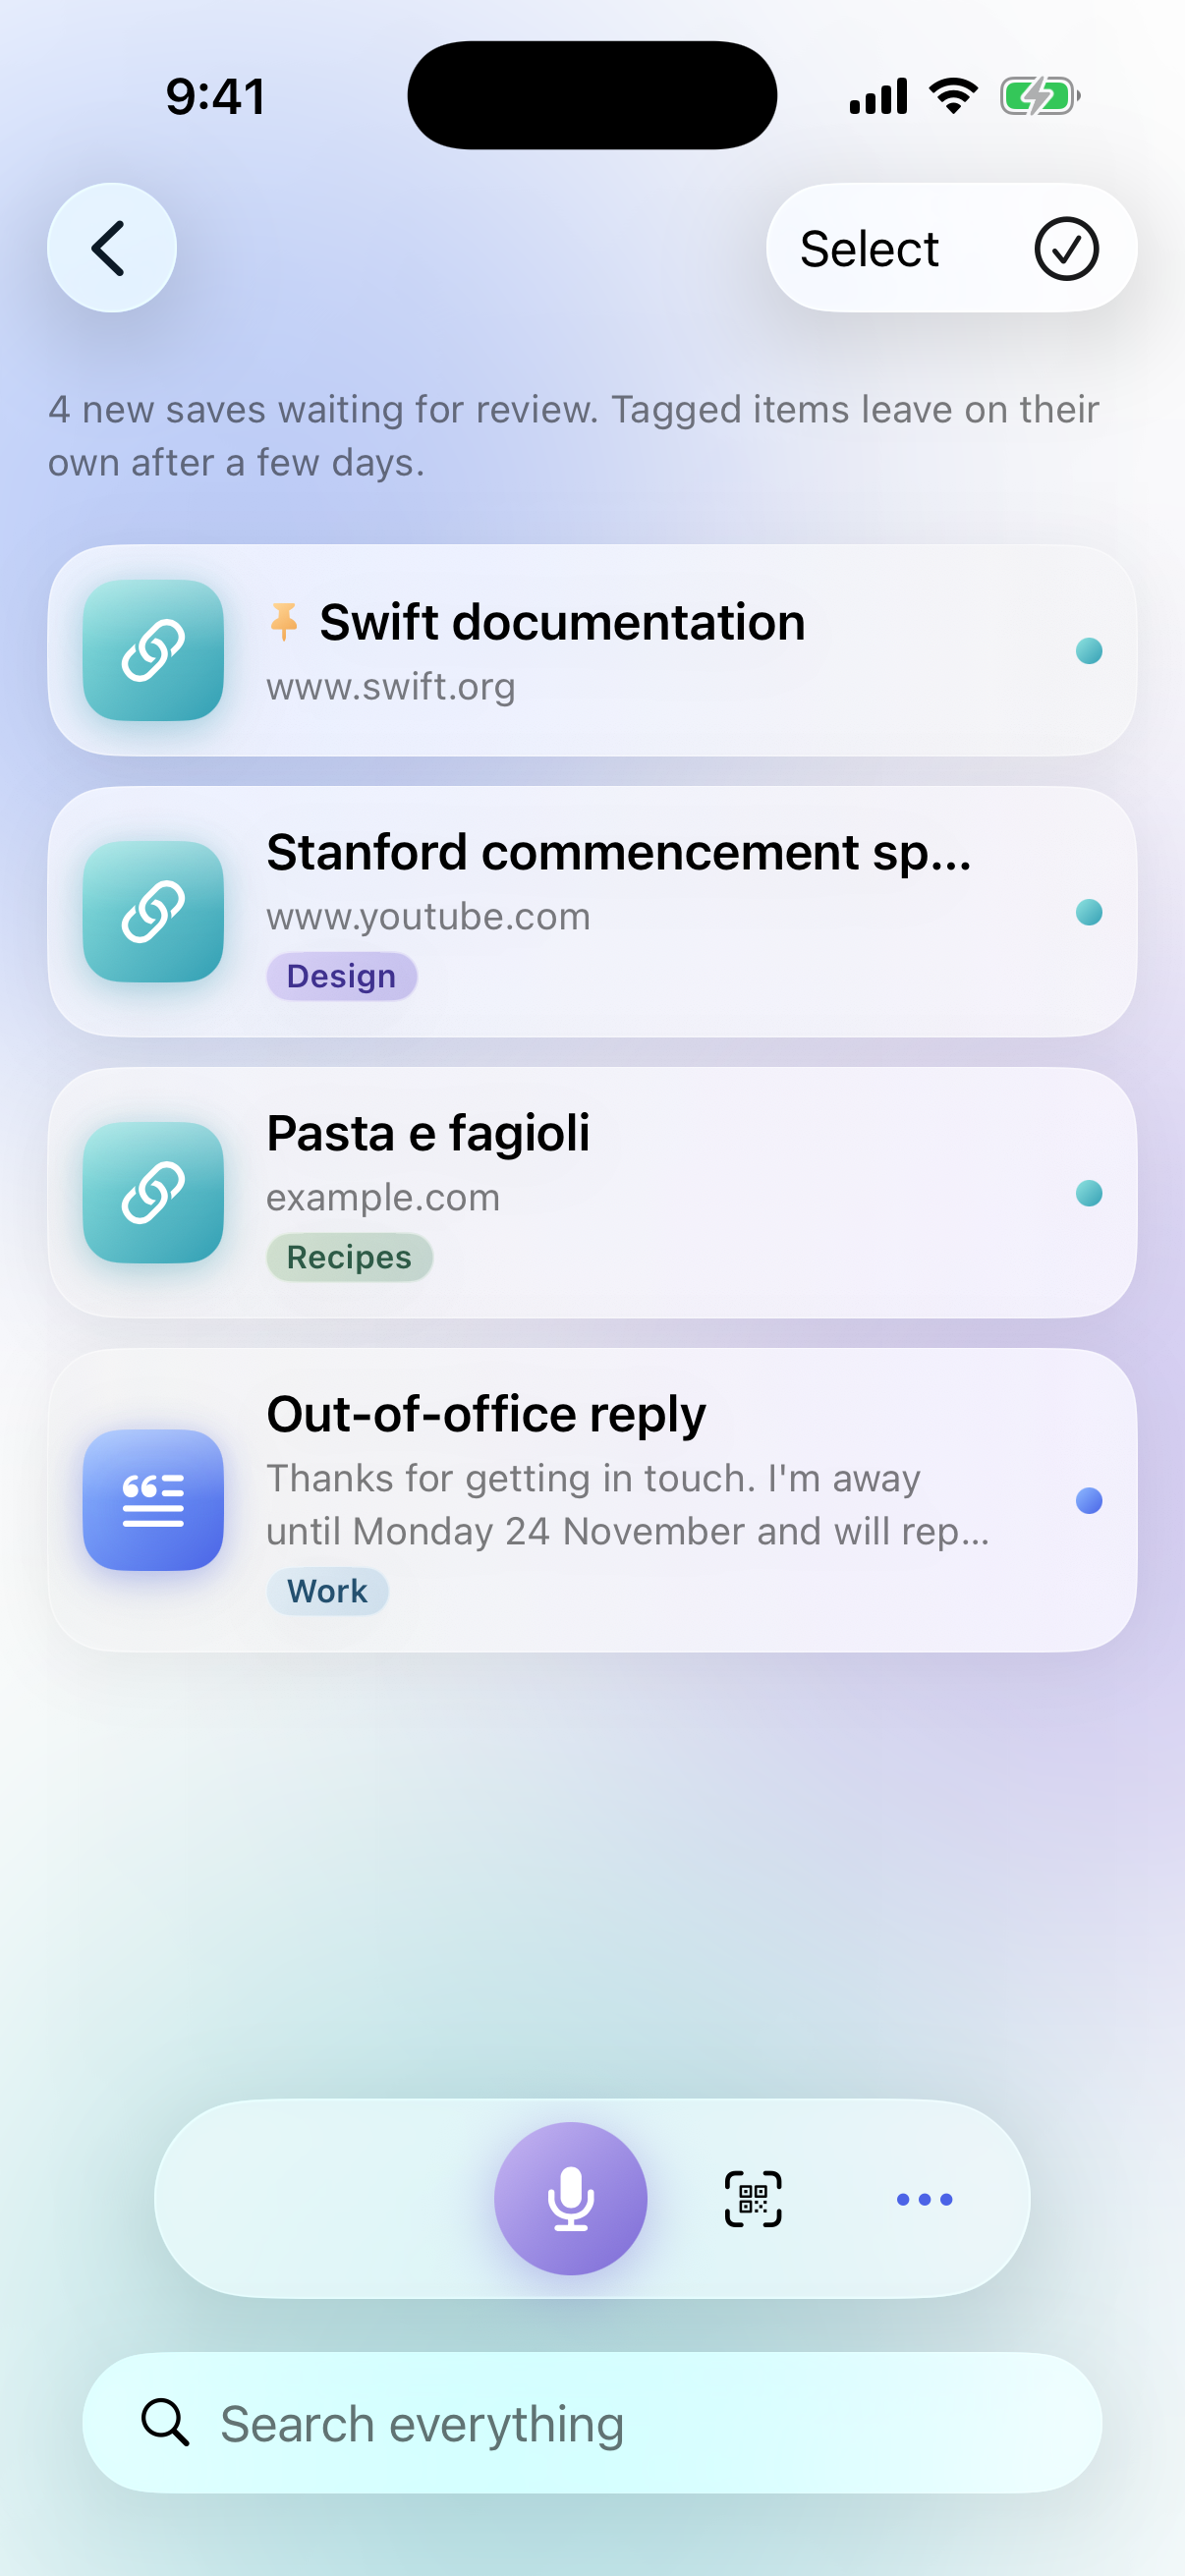 9:41
Select
4 new saves waiting for review. Tagged items leave on their
own after a few days.
Swift documentation
www.swift.org
Stanford commencement sp...
www.youtube.com
Design
Pasta e fagioli
example.com
Recipes
Out-of-office reply
Thanks for getting in touch. I'm away
until Monday 24 November and will rep...
Work
Search everything